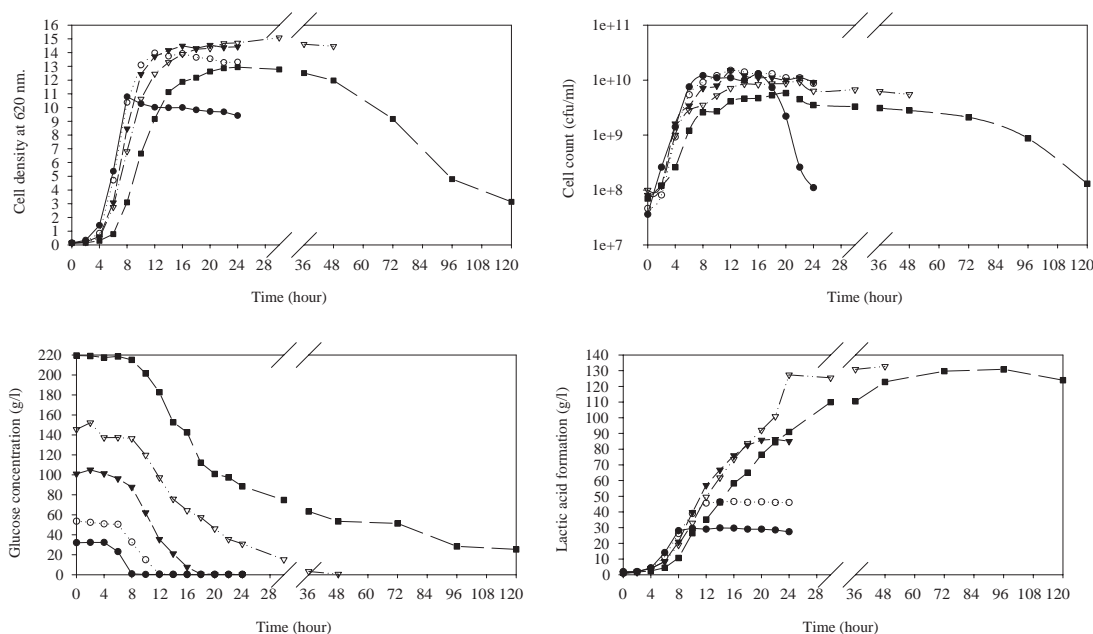 16
15
14
13
12
11
10
9
8
7
6
5
4
3
2
1
0
Cell density at 620 nm.
0 4 8 12 16 20 24 28 36 48 60 72 84 96 108 120
Time (hour)
1e+11
1e+10
1e+9
1e+8
1e+7
Cell count (cfu/ml)
0 4 8 12 16 20 24 28 36 48 60 72 84 96 108 120
Time (hour)
220
200
180
160
140
120
100
80
60
40
20
0
Glucose concentration (g/l)
0 4 8 12 16 20 24 28 36 48 60 72 84 96 108 120
Time (hour)
140
130
120
110
100
90
80
70
60
50
40
30
20
10
0
Lactic acid formation (g/l)
0 4 8 12 16 20 24 28 36 48 60 72 84 96 108 120
Time (hour)